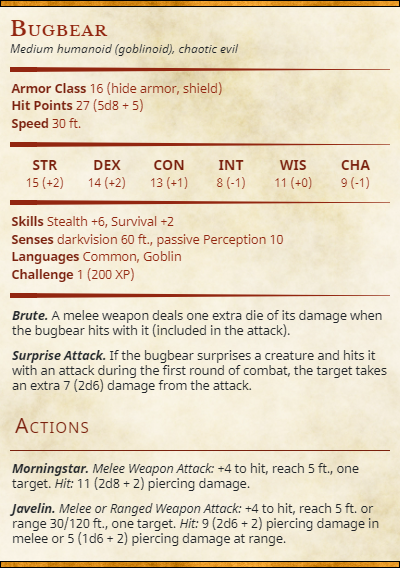 Bugbear
Medium humanoid (goblinoid), chaotic evil
Armor Class 16 (hide armor, shield)
Hit Points 27 (5d8 + 5)
Speed 30 ft.
STR DEX CON INT WIS CHA
15 (+2) 14 (+2) 13 (+1) 8 (-1) 11 (+0) 9 (-1)
Skills Stealth +6, Survival +2
Senses darkvision 60 ft., passive Perception 10
Languages Common, Goblin
Challenge 1 (200 XP)
Brute. A melee weapon deals one extra die of its damage when
the bugbear hits with it (included in the attack).
Surprise Attack. If the bugbear surprises a creature and hits it
with an attack during the first round of combat, the target takes
an extra 7 (2d6) damage from the attack.
Actions
Morningstar. Melee Weapon Attack: +4 to hit, reach 5 ft., one
target. Hit: 11 (2d8 + 2) piercing damage.
Javelin. Melee or Ranged Weapon Attack: +4 to hit, reach 5 ft. or
range 30/120 ft., one target. Hit: 9 (2d6 + 2) piercing damage in
melee or 5 (1d6 + 2) piercing damage at range.